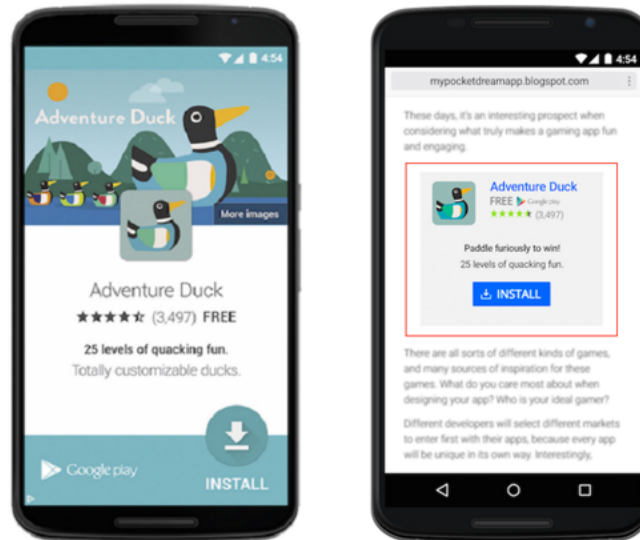 4:54
Adventure Duck
More images
Adventure Duck
(3,497) FREE
25 levels of quacking fun.
Totally customizable ducks.
Google play
INSTALL
4:54
mypocketdreamapp.blogspot.com
These days, it's an interesting prospect when
considering what truly makes a gaming app fun
and engaging.
Adventure Duck
FREE Google play
(3,497)
Paddle furiously to win!
25 levels of quacking fun.
INSTALL
There are all sorts of different kinds of games,
and many sources of inspiration for these
games. What do you care most about when
designing your app? Who is your ideal gamer?
Different developers will select different markets
to enter first with their apps, because every app
will be unique in its own way. Interestingly,